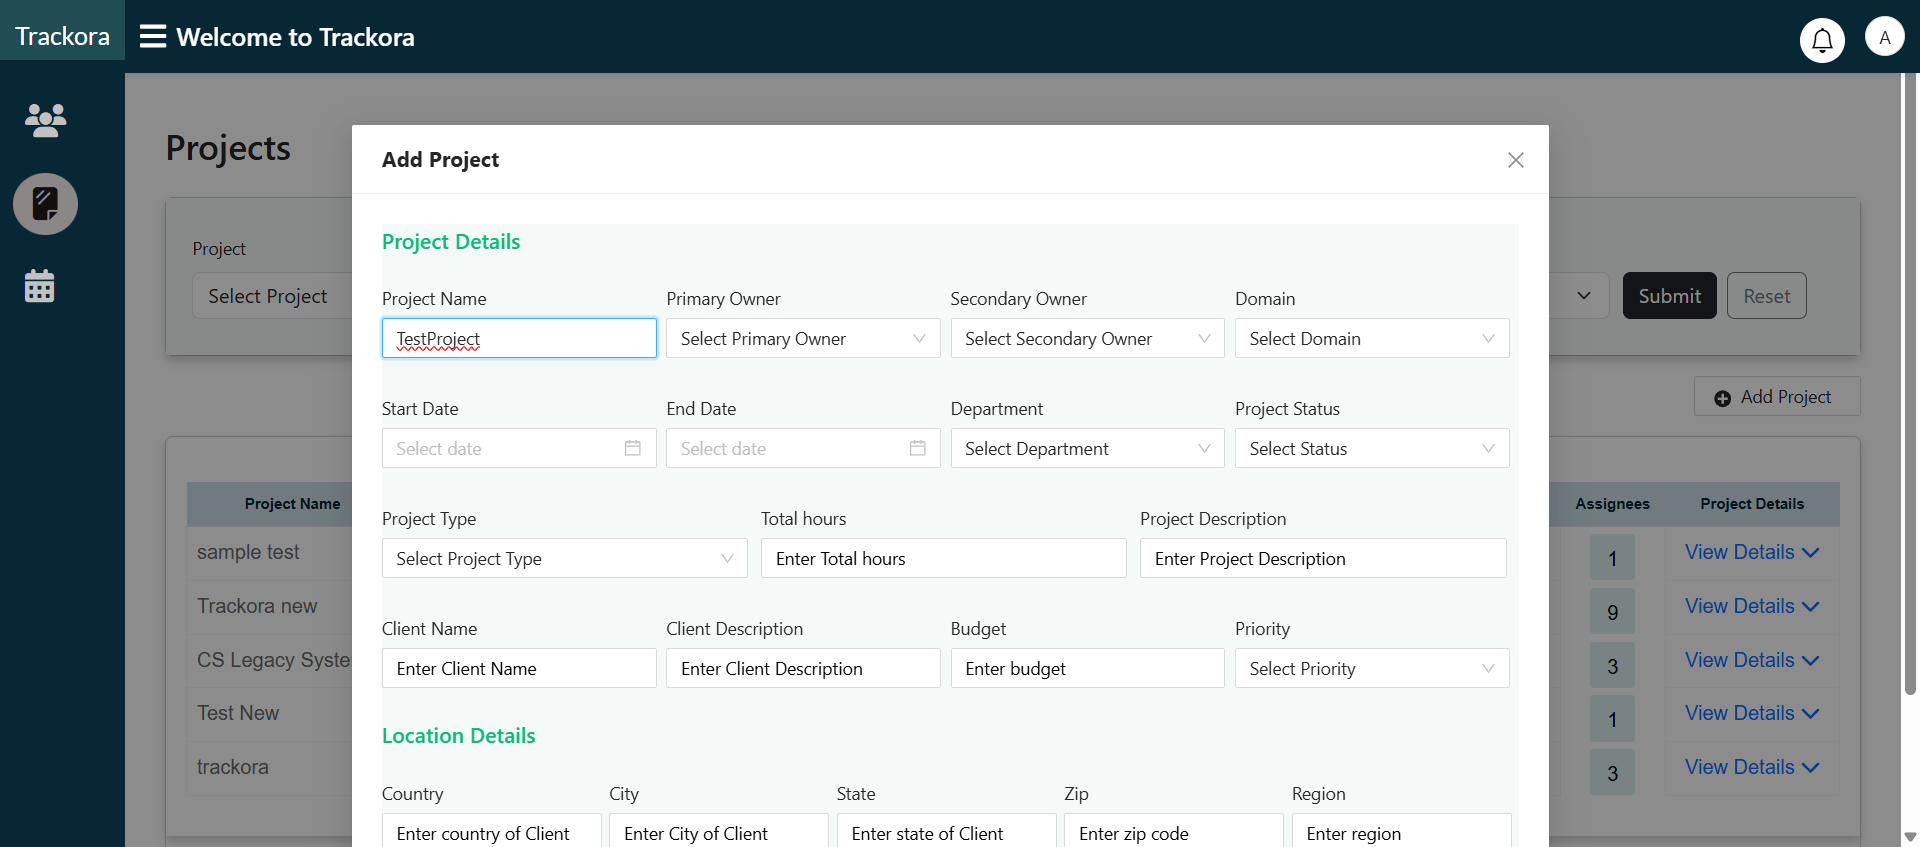 Trackora
Welcome to Trackora
A
Projects
Project
Select Project
Submit
Reset
Add Project
Add Project
Project Details
Project Name
Primary Owner
Secondary Owner
Domain
TestProject
Select Primary Owner
Select Secondary Owner
Select Domain
Start Date
End Date
Department
Project Status
Select date
Select date
Select Department
Select Status
Project Type
Total hours
Project Description
Select Project Type
Enter Total hours
Enter Project Description
Client Name
Client Description
Budget
Priority
Enter Client Name
Enter Client Description
Enter budget
Select Priority
Location Details
Country
City
State
Zip
Region
Enter country of Client
Enter City of Client
Enter state of Client
Enter zip code
Enter region
Project Name
Assignees
Project Details
sample test
1
View Details
Trackora new
9
View Details
CS Legacy Syste
3
View Details
Test New
1
View Details
trackora
3
View Details